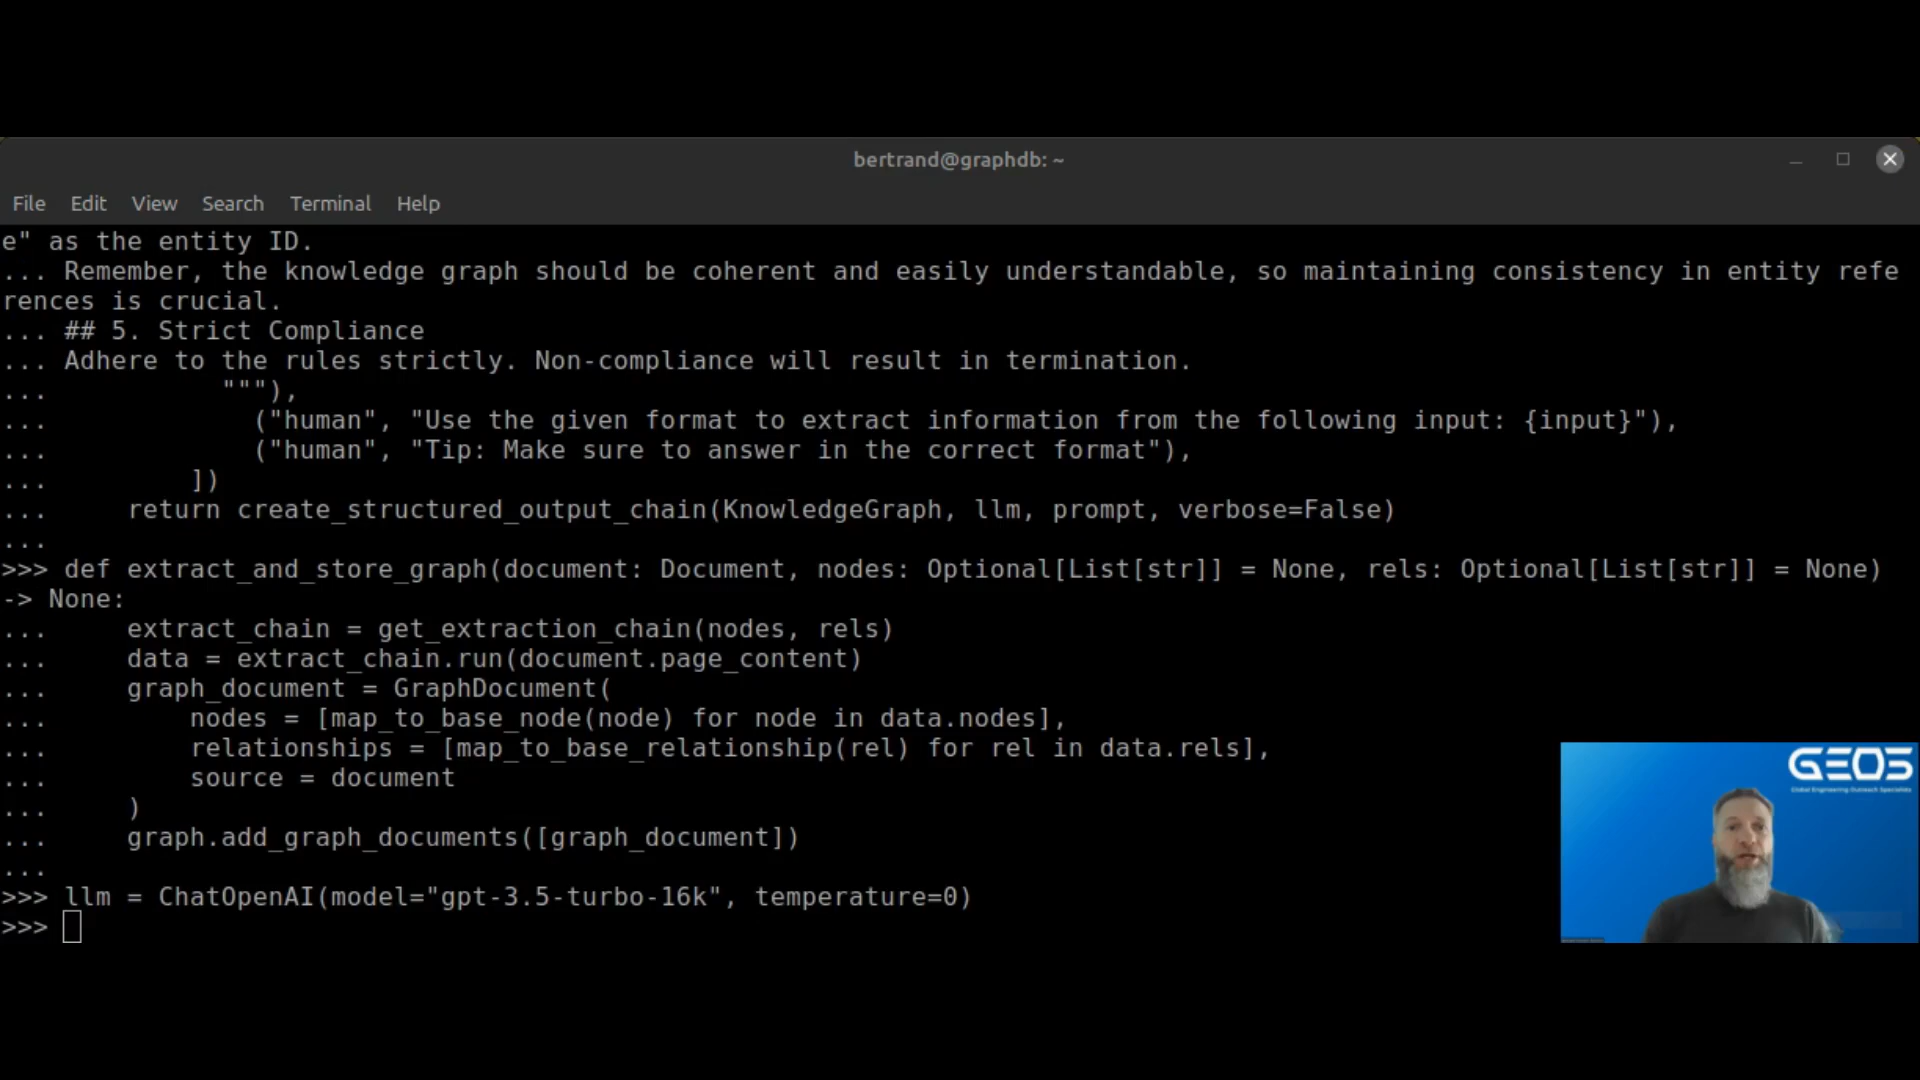 bertrand@graphdb: ~
File Edit View Search Terminal Help
e" as the entity ID.
... Remember, the knowledge graph should be coherent and easily understandable, so maintaining consistency in entity refe
rences is crucial.
... ## 5. Strict Compliance
... Adhere to the rules strictly. Non-compliance will result in termination.
...           """),
...             ("human", "Use the given format to extract information from the following input: {input}"),
...             ("human", "Tip: Make sure to answer in the correct format"),
...         ])
...     return create_structured_output_chain(KnowledgeGraph, llm, prompt, verbose=False)
...
>>> def extract_and_store_graph(document: Document, nodes: Optional[List[str]] = None, rels: Optional[List[str]] = None)
-> None:
...     extract_chain = get_extraction_chain(nodes, rels)
...     data = extract_chain.run(document.page_content)
...     graph_document = GraphDocument(
...         nodes = [map_to_base_node(node) for node in data.nodes],
...         relationships = [map_to_base_relationship(rel) for rel in data.rels],
...         source = document
...     )
...     graph.add_graph_documents([graph_document])
...
>>> llm = ChatOpenAI(model="gpt-3.5-turbo-16k", temperature=0)
>>>
GEOS
Global Engineering Outreach Specialists